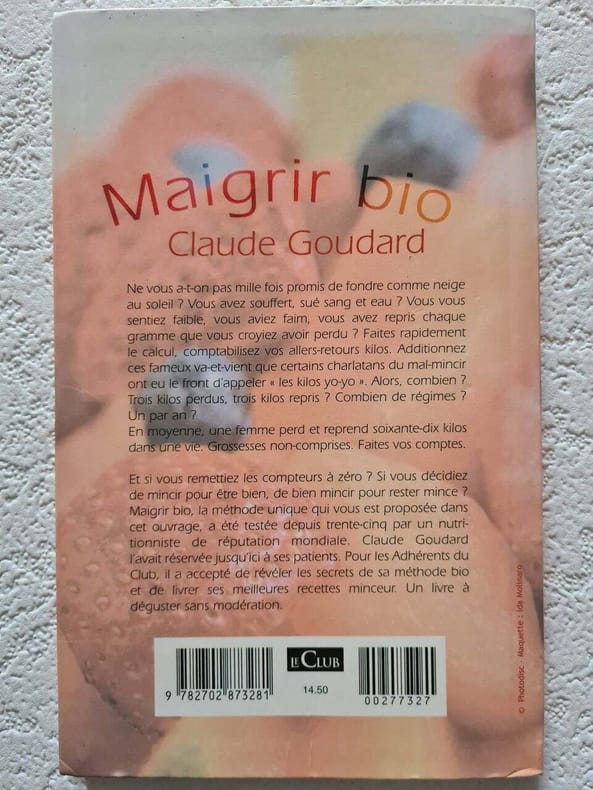 Maigrir bio
Claude Goudard
Ne vous a-t-on pas mille fois promis de fondre comme neige
au soleil ? Vous avez souffert, sué sang et eau ? Vous vous
sentiez faible, vous aviez faim, vous avez repris chaque
gramme que vous croyiez avoir perdu ? Faites rapidement
le calcul, comptabilisez vos allers-retours kilos. Additionnez
ces fameux va-et-vient que certains charlatans du mal-mincir
ont eu le front d'appeler « les kilos yo-yo ». Alors, combien ?
Trois kilos perdus, trois kilos repris ? Combien de régimes ?
Un par an ?
En moyenne, une femme perd et reprend soixante-dix kilos
dans une vie. Grossesses non-comprises. Faites vos comptes.
Et si vous remettiez les compteurs à zéro ? Si vous décidiez
de mincir pour être bien, de bien mincir pour rester mince ?
Maigrir bio, la méthode unique qui vous est proposée dans
cet ouvrage, a été testée depuis trente-cinq par un nutri-
tionniste de réputation mondiale. Claude Goudard
l'avait réservée jusqu'ici à ses patients. Pour les Adhérents du
Club, il a accepté de révéler les secrets de sa méthode bio
et de livrer ses meilleures recettes minceur. Un livre à
déguster sans modération.
LE CLUB
9 782702 873281
14.50
00277327
© Photodisc - Maquette : Ida Molinaro